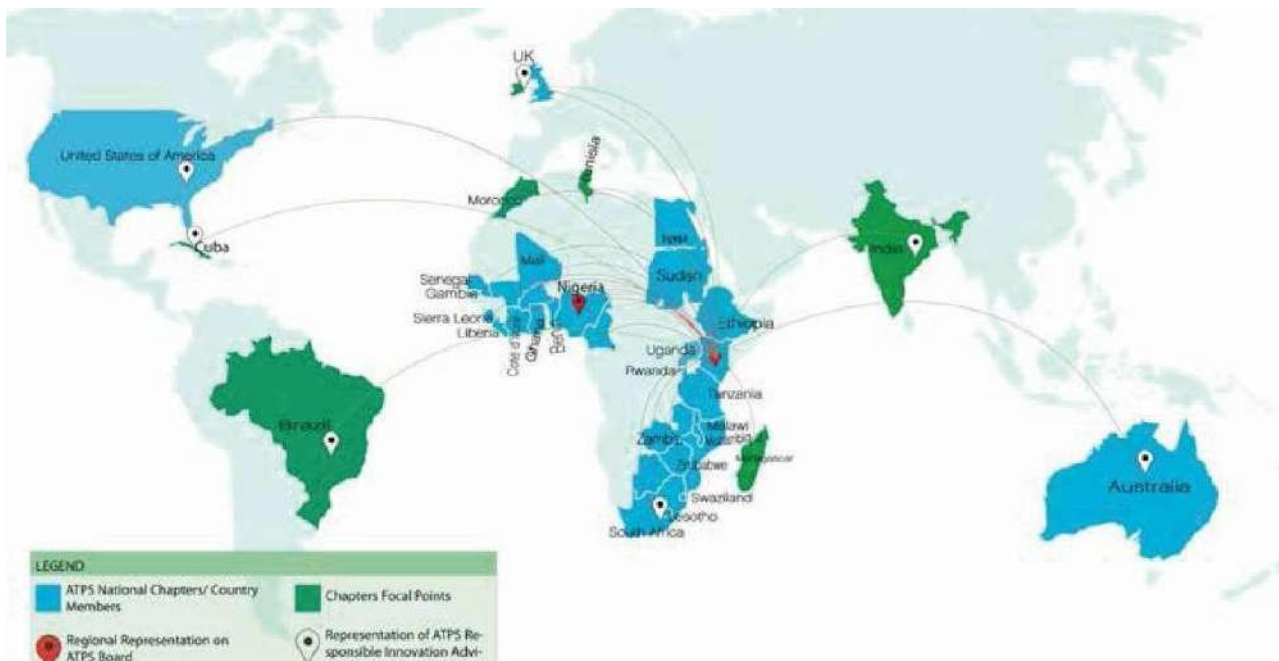 UK
United States of America
Tunisia
Morocco
Cuba
India
Mali
Senegal
Gambia
Nigeria
Sudan
Sierra Leone
Liberia
Ghana
Ethiopia
Uganda
Rwanda
Tanzania
Brazil
Malawi
Zimbabwe
Madagascar
Australia
Swaziland
Lesotho
South Africa
LEGEND
ATPS National Chapters/ Country
Members
Chapters Focal Points
Regional Representation on
ATPS Board
Representation of ATPS Re-
sponsible Innovation Advi-